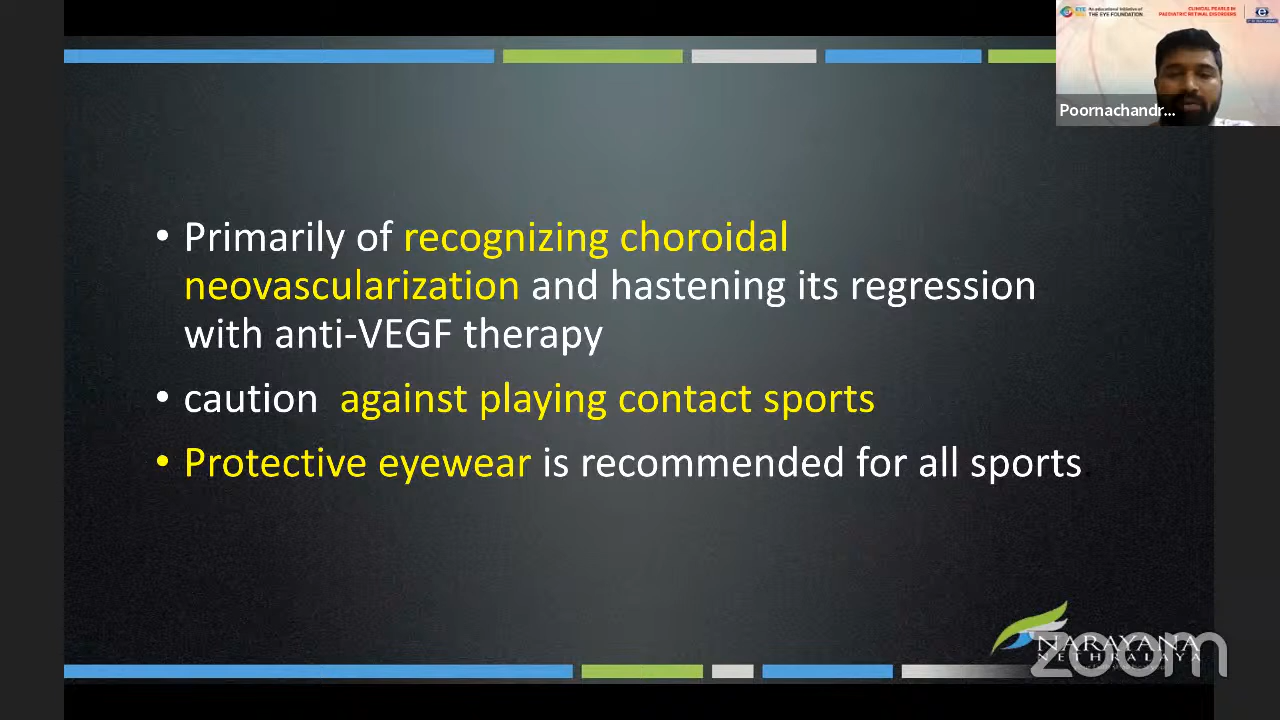 EYE
An educational initiative of
THE EYE FOUNDATION
CLINICAL PEARLS IN
PAEDIATRIC RETINAL DISORDERS
Poornachandr...
• Primarily of recognizing choroidal
neovascularization and hastening its regression
with anti-VEGF therapy
• caution against playing contact sports
• Protective eyewear is recommended for all sports
NARAYANA
NETHRALAYA
zoom